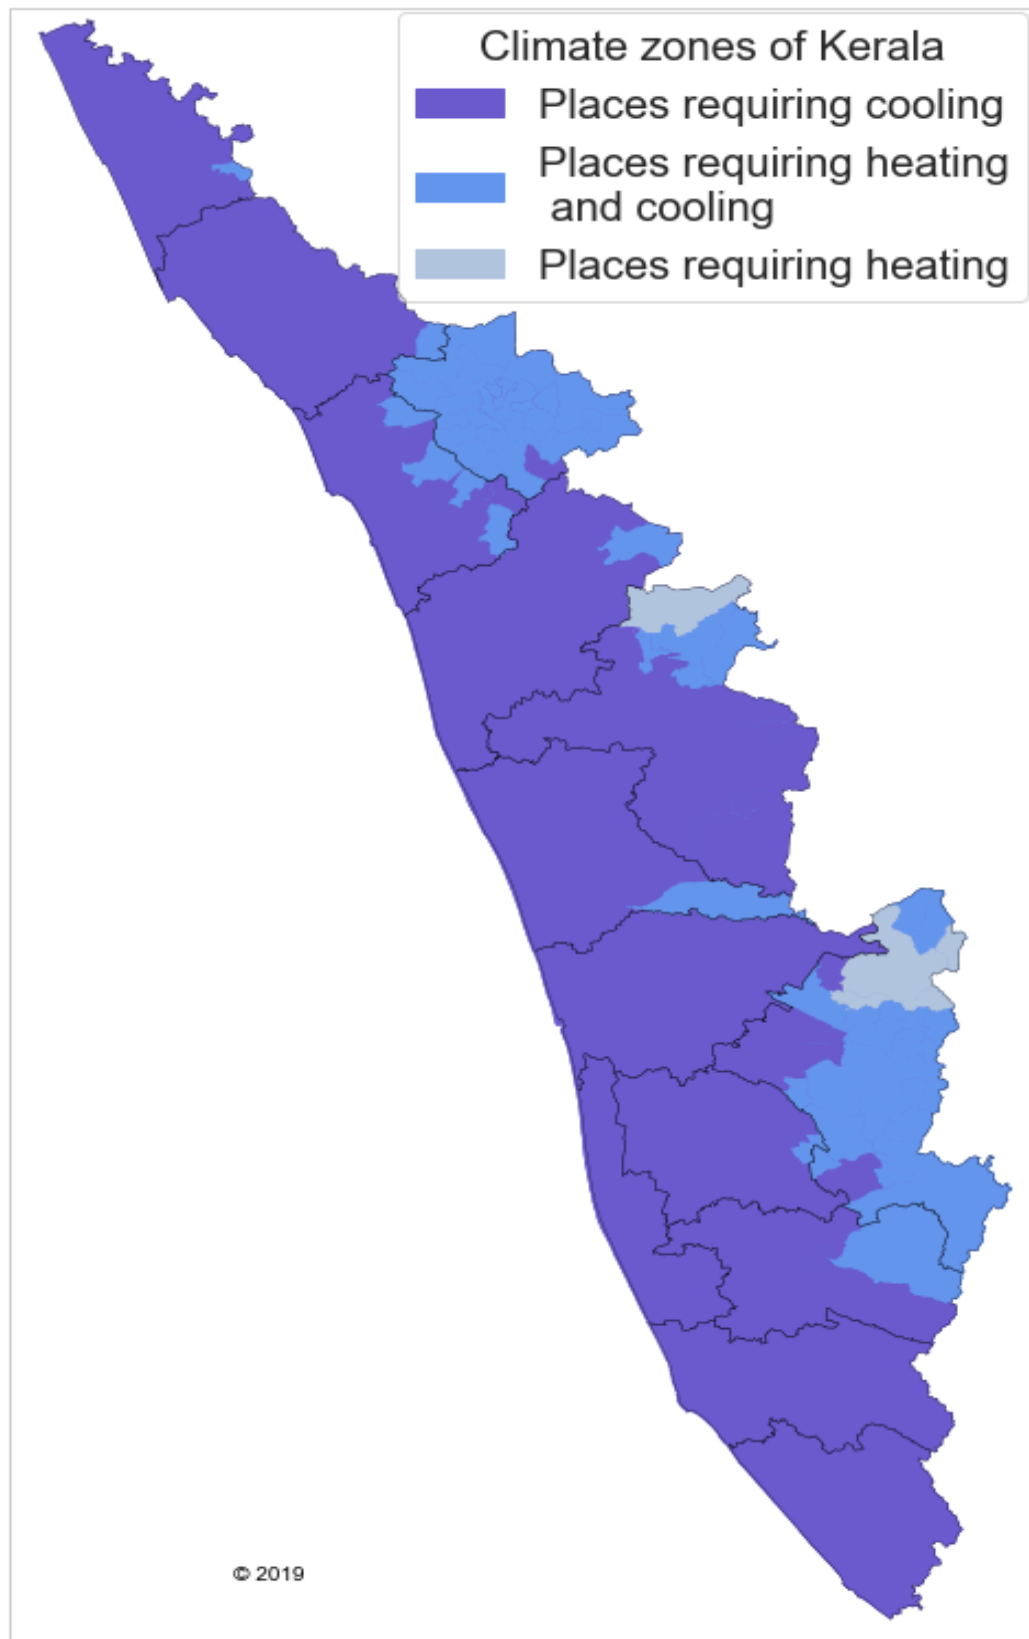 Climate zones of Kerala
Places requiring cooling
Places requiring heating
and cooling
Places requiring heating
© 2019